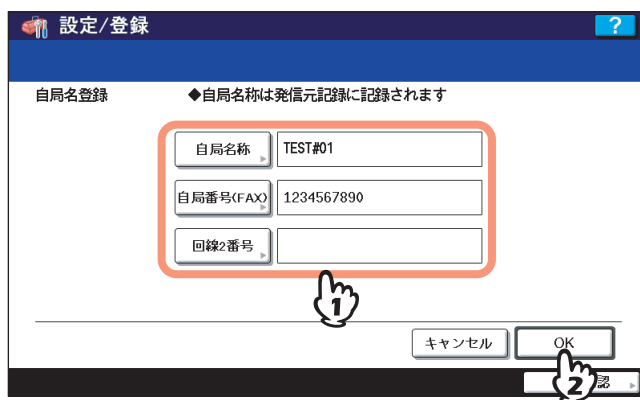 設定/登録
?
自局名登録 ◆自局名称は発信元記録に記録されます
自局名称 TEST#01
自局番号(FAX) 1234567890
回線2番号
1
キャンセル OK
2
認